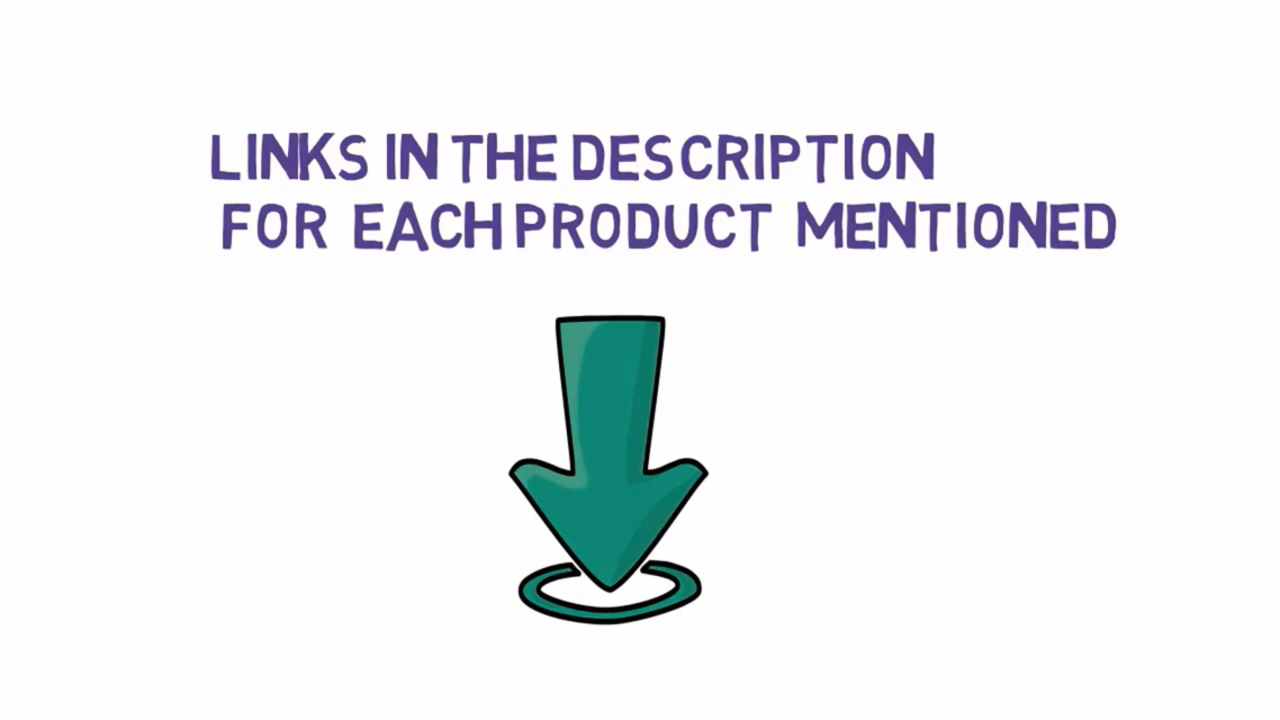 LINKS IN THE DESCRIPTION
FOR EACH PRODUCT MENTIONED